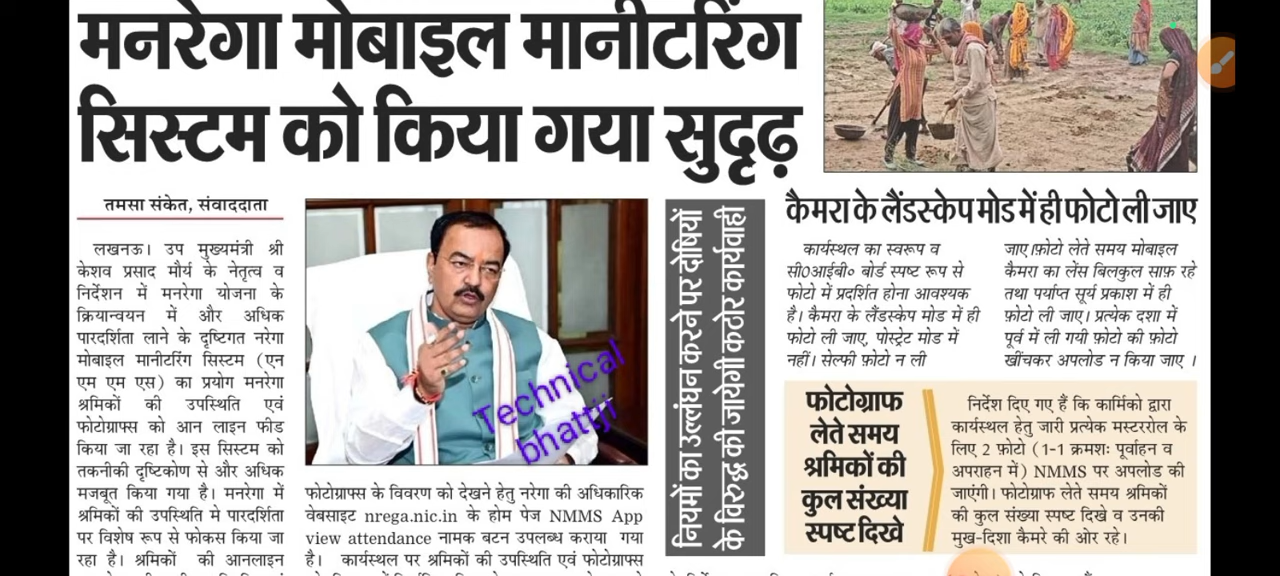 मनरेगा मोबाइल मानीटरिंग
सिस्टम को किया गया सुदृढ़
तमसा संकेत, संवाददाता
लखनऊ। उप मुख्यमंत्री श्री
केशव प्रसाद मौर्य के नेतृत्व व
निर्देशन में मनरेगा योजना के
क्रियान्वयन में और अधिक
पारदर्शिता लाने के दृष्टिगत नरेगा
मोबाइल मानीटरिंग सिस्टम (एन
एम एम एस) का प्रयोग मनरेगा
श्रमिकों की उपस्थिति एवं
फोटोग्राफ्स को आन लाइन फीड
किया जा रहा है। इस सिस्टम को
तकनीकी दृष्टिकोण से और अधिक
मजबूत किया गया है। मनरेगा में
श्रमिकों की उपस्थिति मे पारदर्शिता
पर विशेष रूप से फोकस किया जा
रहा है। श्रमिकों की आनलाइन
Technical
bhattji
फोटोग्राफ्स के विवरण को देखने हेतु नरेगा की अधिकारिक
वेबसाइट nrega.nic.in के होम पेज NMMS App
view attendance नामक बटन उपलब्ध कराया गया
है। कार्यस्थल पर श्रमिकों की उपस्थिति एवं फोटोग्राफ्स
नियमों का उल्लंघन करने पर दोषियों
के विरुद्ध की जायेगी कठोर कार्यवाही
कैमरा के लैंडस्केप मोड में ही फोटो ली जाए
कार्यस्थल का स्वरूप व
सी0आई0बी० बोर्ड स्पष्ट रूप से
फोटो में प्रदर्शित होना आवश्यक
है। कैमरा के लैंडस्केप मोड में ही
फोटो ली जाए, पोस्ट्रेट मोड में
नहीं। सेल्फी फ़ोटो न ली
जाए।फ़ोटो लेते समय मोबाइल
कैमरा का लेंस बिलकुल साफ़ रहे
तथा पर्याप्त सूर्य प्रकाश में ही
फ़ोटो ली जाए। प्रत्येक दशा में
पूर्व में ली गयी फ़ोटो की फ़ोटो
खींचकर अपलोड न किया जाए ।
फोटोग्राफ
लेते समय
श्रमिकों की
कुल संख्या
स्पष्ट दिखे
निर्देश दिए गए हैं कि कार्मिको द्वारा
कार्यस्थल हेतु जारी प्रत्येक मस्टररोल के
लिए 2 फ़ोटो (1-1 क्रमशः पूर्वाहन व
अपराहन में) NMMS पर अपलोड की
जाएंगी। फोटोग्राफ लेते समय श्रमिकों
की कुल संख्या स्पष्ट दिखे व उनकी
मुख-दिशा कैमरे की ओर रहे।